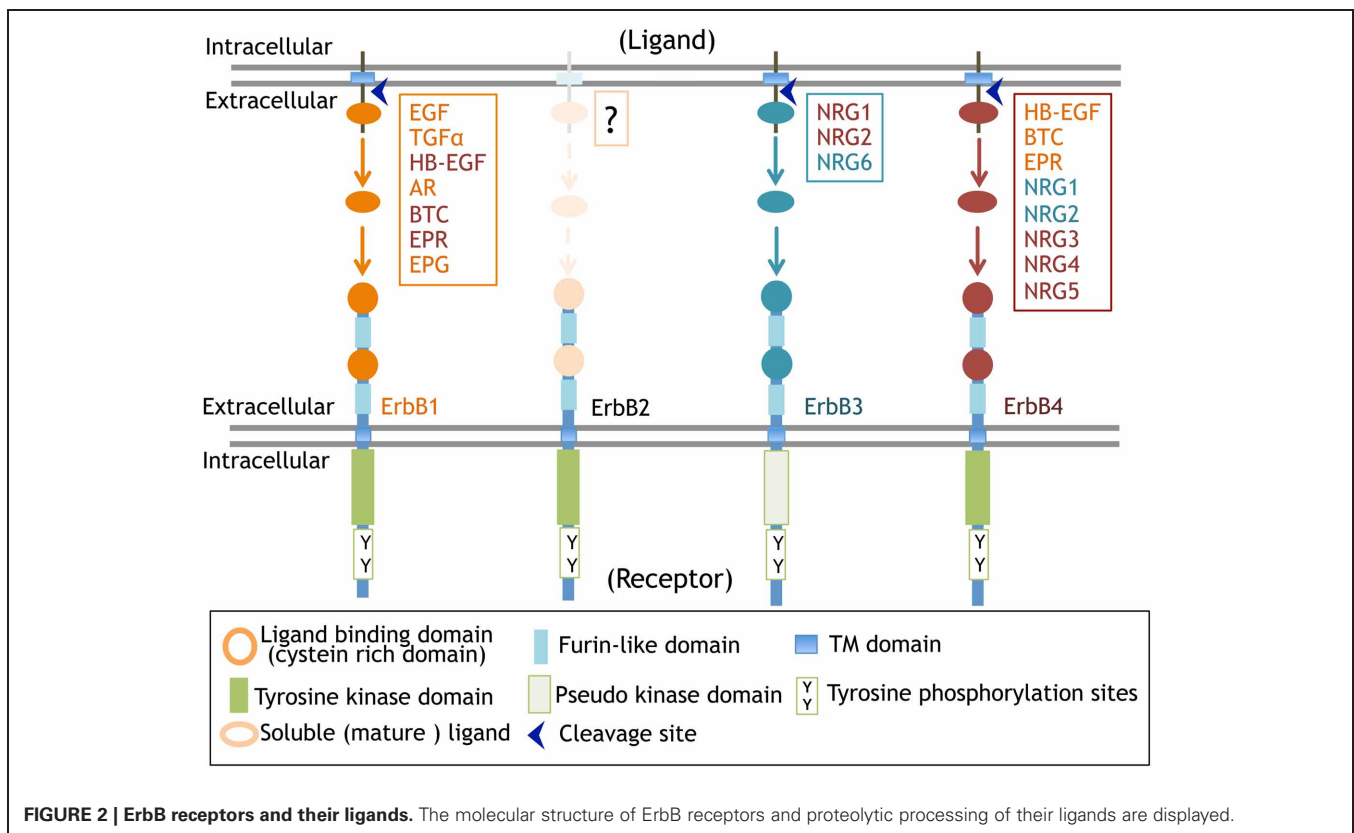 Intracellular
(Ligand)
Extracellular
EGF
TGFα
HB-EGF
AR
BTC
EPR
EPG
?
NRG1
NRG2
NRG6
HB-EGF
BTC
EPR
NRG1
NRG2
NRG3
NRG4
NRG5
Extracellular
ErbB1
ErbB2
ErbB3
ErbB4
Intracellular
Y
Y
Y
Y
Y
Y
Y
Y
(Receptor)
Ligand binding domain
(cystein rich domain)
Furin-like domain
TM domain
Tyrosine kinase domain
Pseudo kinase domain
Y
Y
Tyrosine phosphorylation sites
Soluble (mature ) ligand
Cleavage site
FIGURE 2 | ErbB receptors and their ligands. The molecular structure of ErbB receptors and proteolytic processing of their ligands are displayed.